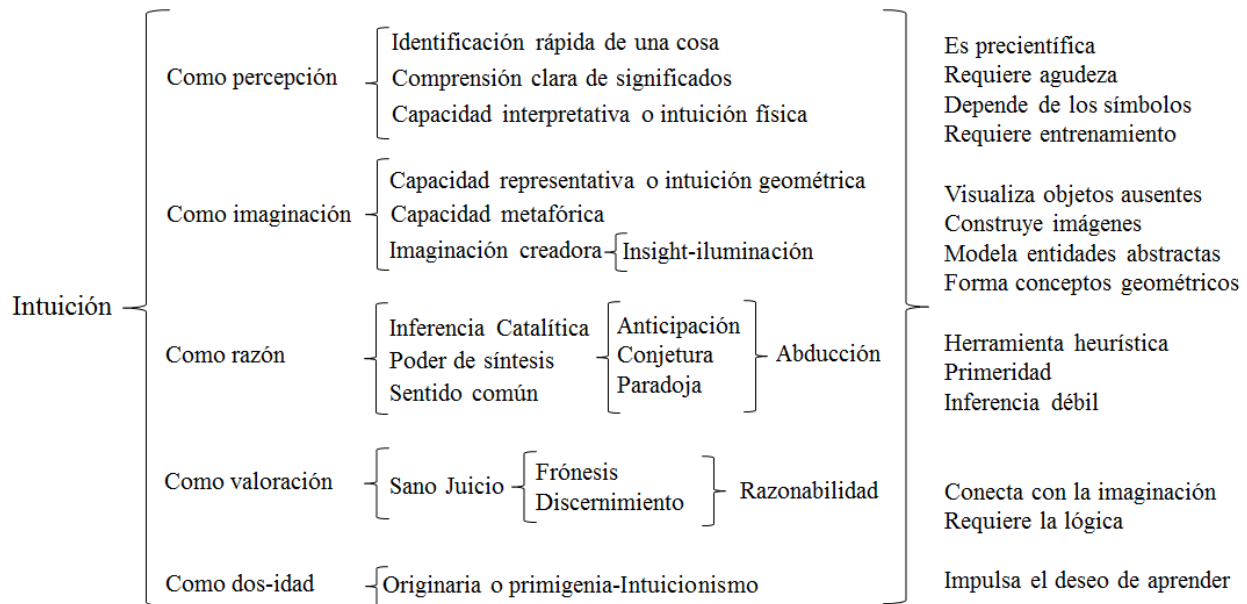 Intuición
Como percepción
Identificación rápida de una cosa
Comprensión clara de significados
Capacidad interpretativa o intuición física
Es precientífica
Requiere agudeza
Depende de los símbolos
Requiere entrenamiento
Como imaginación
Capacidad representativa o intuición geométrica
Capacidad metafórica
Imaginación creadora
Insight-iluminación
Visualiza objetos ausentes
Construye imágenes
Modela entidades abstractas
Forma conceptos geométricos
Como razón
Inferencia Catalítica
Poder de síntesis
Sentido común
Anticipación
Conjetura
Paradoja
Abducción
Herramienta heurística
Primeridad
Inferencia débil
Como valoración
Sano Juicio
Frónesis
Discernimiento
Razonabilidad
Conecta con la imaginación
Requiere la lógica
Como dos-idad
Originaria o primigenia-Intuicionismo
Impulsa el deseo de aprender